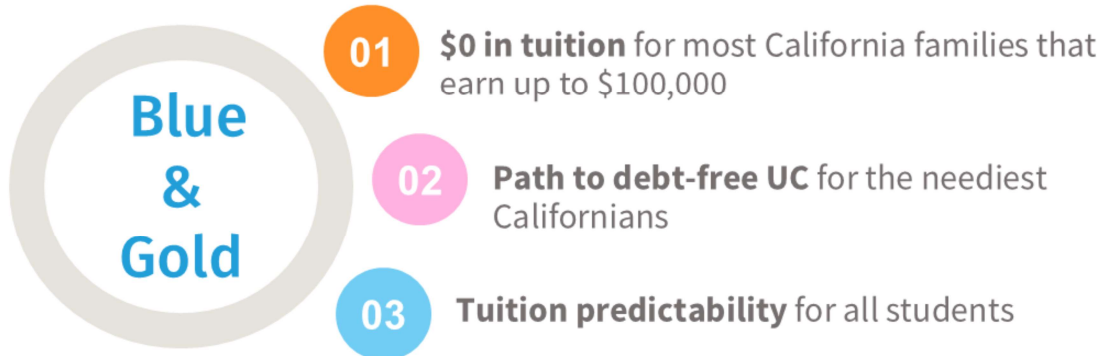 Blue
&
Gold
01
$0 in tuition for most California families that
earn up to $100,000
02
Path to debt-free UC for the neediest
Californians
03
Tuition predictability for all students